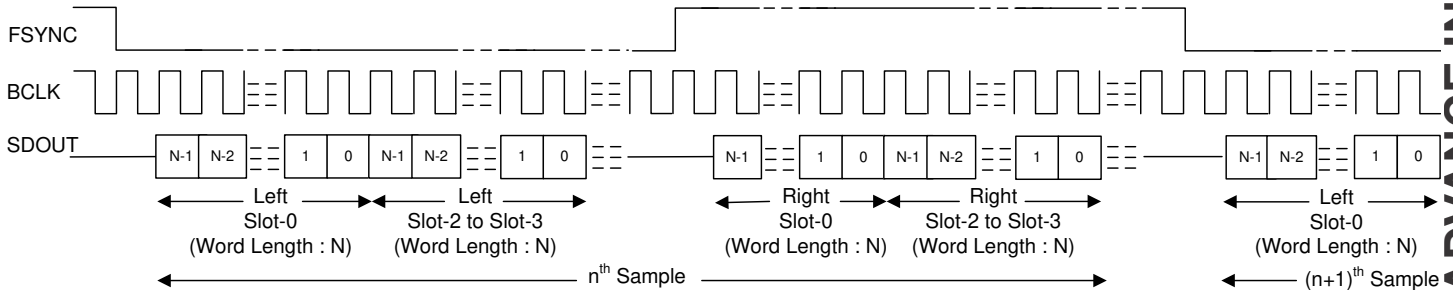 FSYNC
BCLK
SDOUT
N-1 N-2 1 0 N-1 N-2 1 0 N-1 1 0 N-1 N-2 1 0 N-1 N-2 1 0
Left Left Right Right Left
Slot-0 Slot-2 to Slot-3 Slot-0 Slot-2 to Slot-3 Slot-0
(Word Length : N) (Word Length : N) (Word Length : N) (Word Length : N) (Word Length : N)
nth Sample (n+1)th Sample